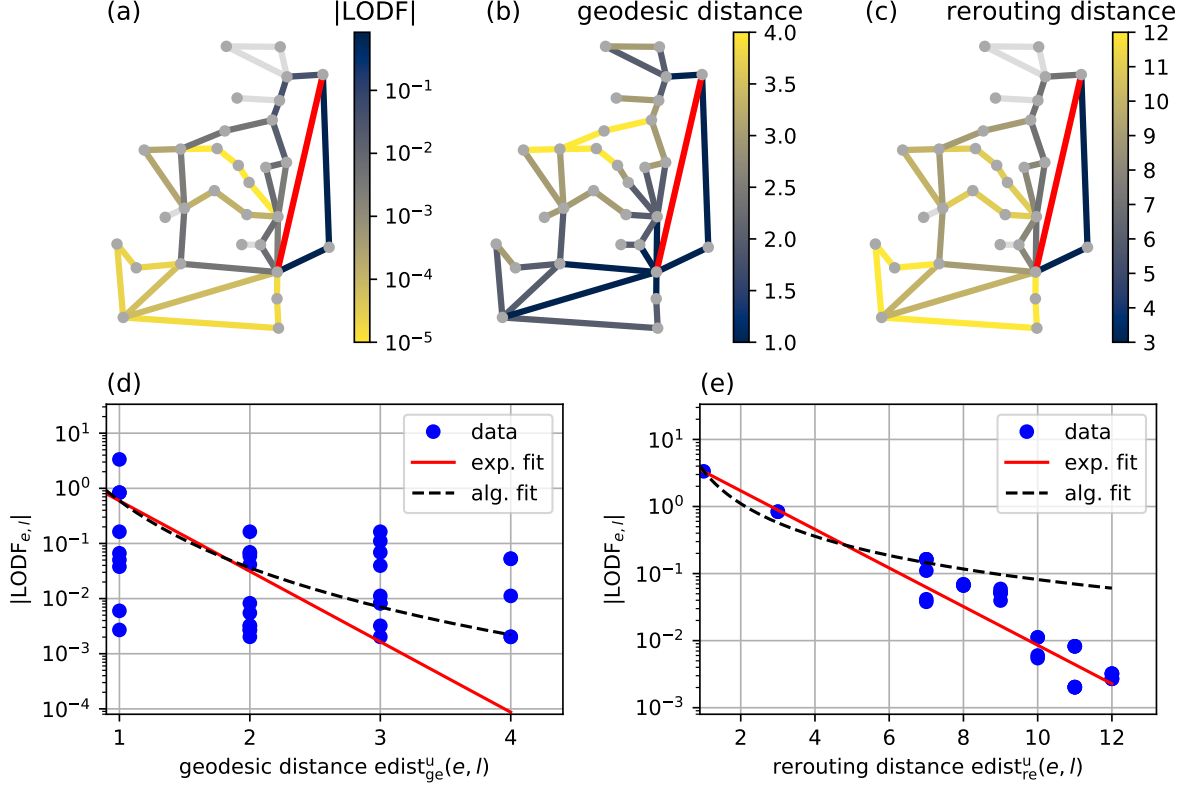 (a) |LODF| (b) geodesic distance (c) rerouting distance
10⁻¹
10⁻²
10⁻³
10⁻⁴
10⁻⁵
4.0
3.5
3.0
2.5
2.0
1.5
1.0
12
11
10
9
8
7
6
5
4
3
(d)
10¹
10⁰
10⁻¹
10⁻²
10⁻³
10⁻⁴
|LODFₑ,ₗ|
data
exp. fit
alg. fit
1 2 3 4
geodesic distance edist^u_ge(e, l)
(e)
10¹
10⁰
10⁻¹
10⁻²
10⁻³
|LODFₑ,ₗ|
data
exp. fit
alg. fit
2 4 6 8 10 12
rerouting distance edist^u_re(e, l)